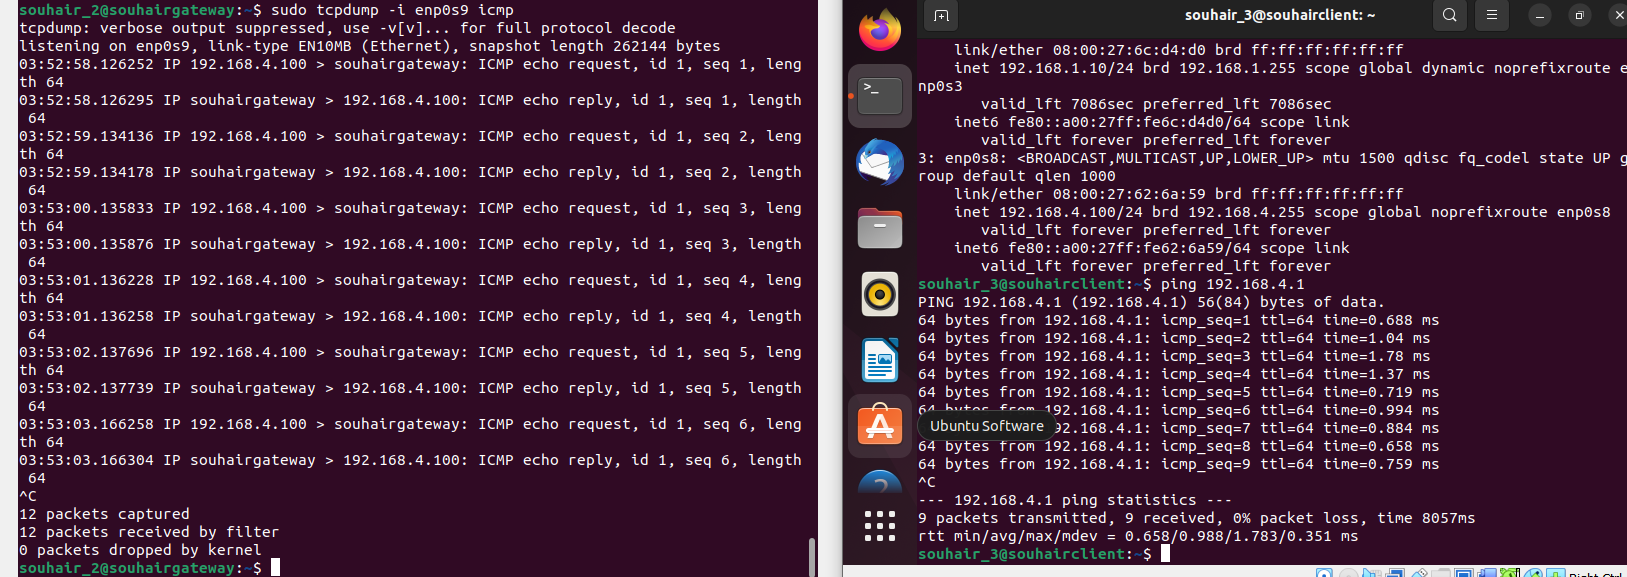 souhair_2@souhairgateway:~$ sudo tcpdump -i enp0s9 icmp
tcpdump: verbose output suppressed, use -v[v]... for full protocol decode
listening on enp0s9, link-type EN10MB (Ethernet), snapshot length 262144 bytes
03:52:58.126252 IP 192.168.4.100 > souhairgateway: ICMP echo request, id 1, seq 1, leng
th 64
03:52:58.126295 IP souhairgateway > 192.168.4.100: ICMP echo reply, id 1, seq 1, length
 64
03:52:59.134136 IP 192.168.4.100 > souhairgateway: ICMP echo request, id 1, seq 2, leng
th 64
03:52:59.134178 IP souhairgateway > 192.168.4.100: ICMP echo reply, id 1, seq 2, length
 64
03:53:00.135833 IP 192.168.4.100 > souhairgateway: ICMP echo request, id 1, seq 3, leng
th 64
03:53:00.135876 IP souhairgateway > 192.168.4.100: ICMP echo reply, id 1, seq 3, length
 64
03:53:01.136228 IP 192.168.4.100 > souhairgateway: ICMP echo request, id 1, seq 4, leng
th 64
03:53:01.136258 IP souhairgateway > 192.168.4.100: ICMP echo reply, id 1, seq 4, length
 64
03:53:02.137696 IP 192.168.4.100 > souhairgateway: ICMP echo request, id 1, seq 5, leng
th 64
03:53:02.137739 IP souhairgateway > 192.168.4.100: ICMP echo reply, id 1, seq 5, length
 64
03:53:03.166258 IP 192.168.4.100 > souhairgateway: ICMP echo request, id 1, seq 6, leng
th 64
03:53:03.166304 IP souhairgateway > 192.168.4.100: ICMP echo reply, id 1, seq 6, length
 64
^C
12 packets captured
12 packets received by filter
0 packets dropped by kernel
souhair_2@souhairgateway:~$
souhair_3@souhairclient: ~
link/ether 08:00:27:6c:d4:d0 brd ff:ff:ff:ff:ff:ff
inet 192.168.1.10/24 brd 192.168.1.255 scope global dynamic noprefixroute e
np0s3
valid_lft 7086sec preferred_lft 7086sec
inet6 fe80::a00:27ff:fe6c:d4d0/64 scope link
valid_lft forever preferred_lft forever
3: enp0s8: <BROADCAST,MULTICAST,UP,LOWER_UP> mtu 1500 qdisc fq_codel state UP g
roup default qlen 1000
link/ether 08:00:27:62:6a:59 brd ff:ff:ff:ff:ff:ff
inet 192.168.4.100/24 brd 192.168.4.255 scope global noprefixroute enp0s8
valid_lft forever preferred_lft forever
inet6 fe80::a00:27ff:fe62:6a59/64 scope link
valid_lft forever preferred_lft forever
souhair_3@souhairclient:~$ ping 192.168.4.1
PING 192.168.4.1 (192.168.4.1) 56(84) bytes of data.
64 bytes from 192.168.4.1: icmp_seq=1 ttl=64 time=0.688 ms
64 bytes from 192.168.4.1: icmp_seq=2 ttl=64 time=1.04 ms
64 bytes from 192.168.4.1: icmp_seq=3 ttl=64 time=1.78 ms
64 bytes from 192.168.4.1: icmp_seq=4 ttl=64 time=1.37 ms
64 bytes from 192.168.4.1: icmp_seq=5 ttl=64 time=0.719 ms
64 bytes from 192.168.4.1: icmp_seq=6 ttl=64 time=0.994 ms
Ubuntu Software
92.168.4.1: icmp_seq=7 ttl=64 time=0.884 ms
64 bytes from 192.168.4.1: icmp_seq=8 ttl=64 time=0.658 ms
64 bytes from 192.168.4.1: icmp_seq=9 ttl=64 time=0.759 ms
^C
--- 192.168.4.1 ping statistics ---
9 packets transmitted, 9 received, 0% packet loss, time 8057ms
rtt min/avg/max/mdev = 0.658/0.988/1.783/0.351 ms
souhair_3@souhairclient:~$
Right Ctrl